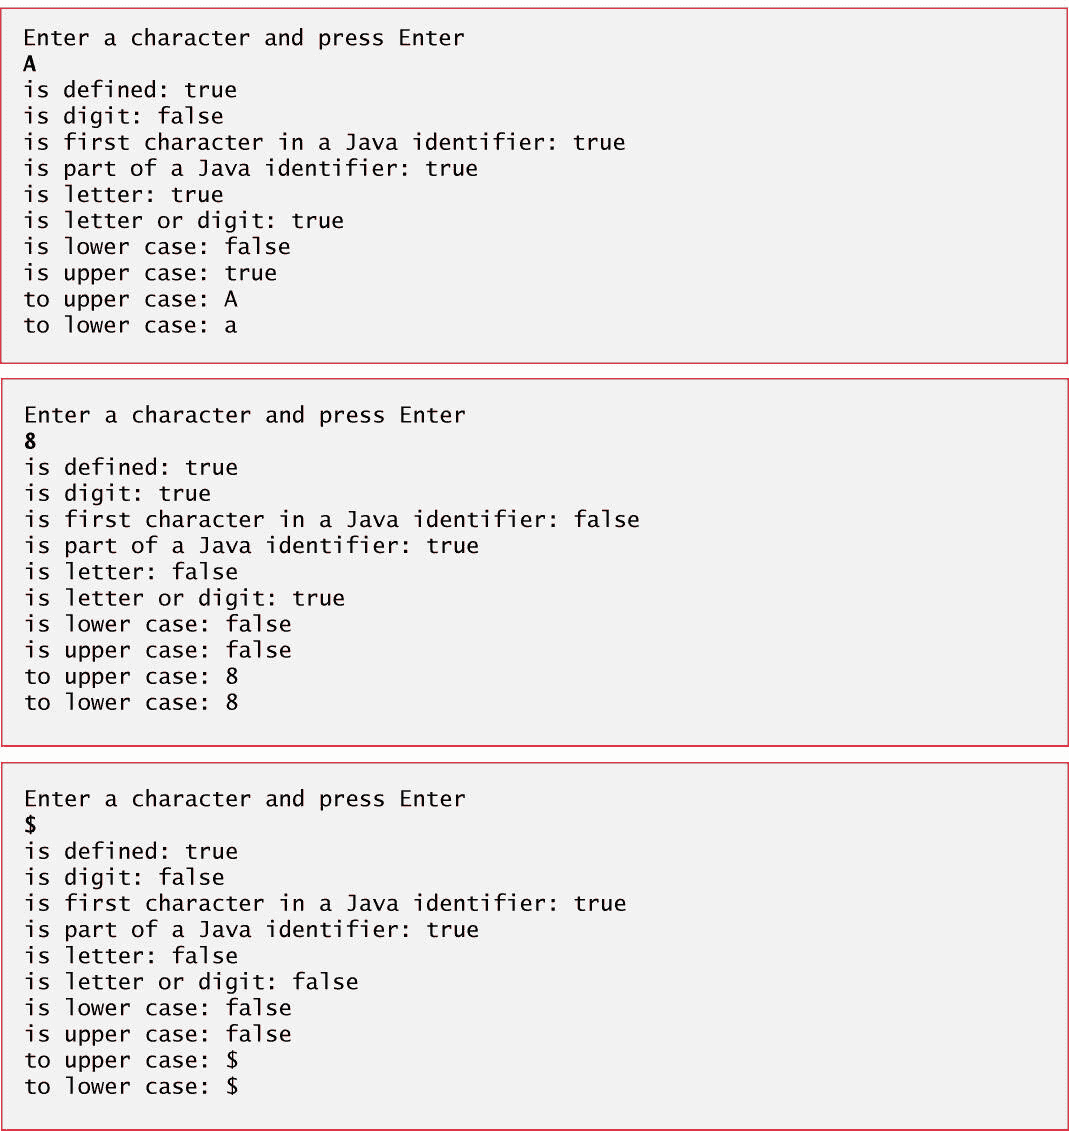 Enter a character and press Enter
A
is defined: true
is digit: false
is first character in a Java identifier: true
is part of a Java identifier: true
is letter: true
is letter or digit: true
is lower case: false
is upper case: true
to upper case: A
to lower case: a
Enter a character and press Enter
8
is defined: true
is digit: true
is first character in a Java identifier: false
is part of a Java identifier: true
is letter: false
is letter or digit: true
is lower case: false
is upper case: false
to upper case: 8
to lower case: 8
Enter a character and press Enter
$
is defined: true
is digit: false
is first character in a Java identifier: true
is part of a Java identifier: true
is letter: false
is letter or digit: false
is lower case: false
is upper case: false
to upper case: $
to lower case: $